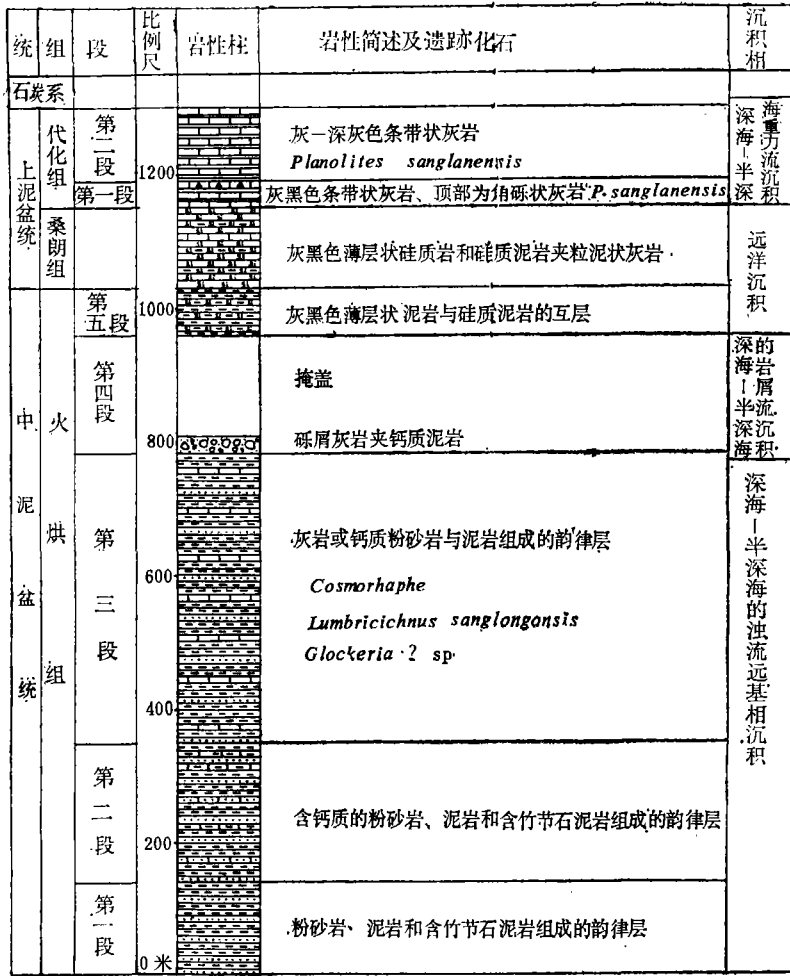 统 组 段 比例尺 岩性柱 岩性简述及遗跡化石 沉积相
石炭系
上泥盆统
代化组
第二段
1200
灰－深灰色条带状灰岩
Planolites sanglanensis
深海－半深海重力流沉积
第一段
灰黑色条带状灰岩、顶部为角砾状灰岩 P. sanglanensis
桑朗组
灰黑色薄层状硅质岩和硅质泥岩夹粒泥状灰岩
远洋沉积
中泥盆统
火烘组
第五段
1000
灰黑色薄层状泥岩与硅质泥岩的互层
第四段
掩盖
800
砾屑灰岩夹钙质泥岩
深海－半深海的岩屑流沉积
第三段
灰岩或钙质粉砂岩与泥岩组成的韵律层
600
Cosmorhaphe
Lumbricichnus sanglongonsis
Glockeria ? sp.
400
深海－半深海的浊流远基相沉积
第二段
200
含钙质的粉砂岩、泥岩和含竹节石泥岩组成的韵律层
第一段
粉砂岩、泥岩和含竹节石泥岩组成的韵律层
0 米